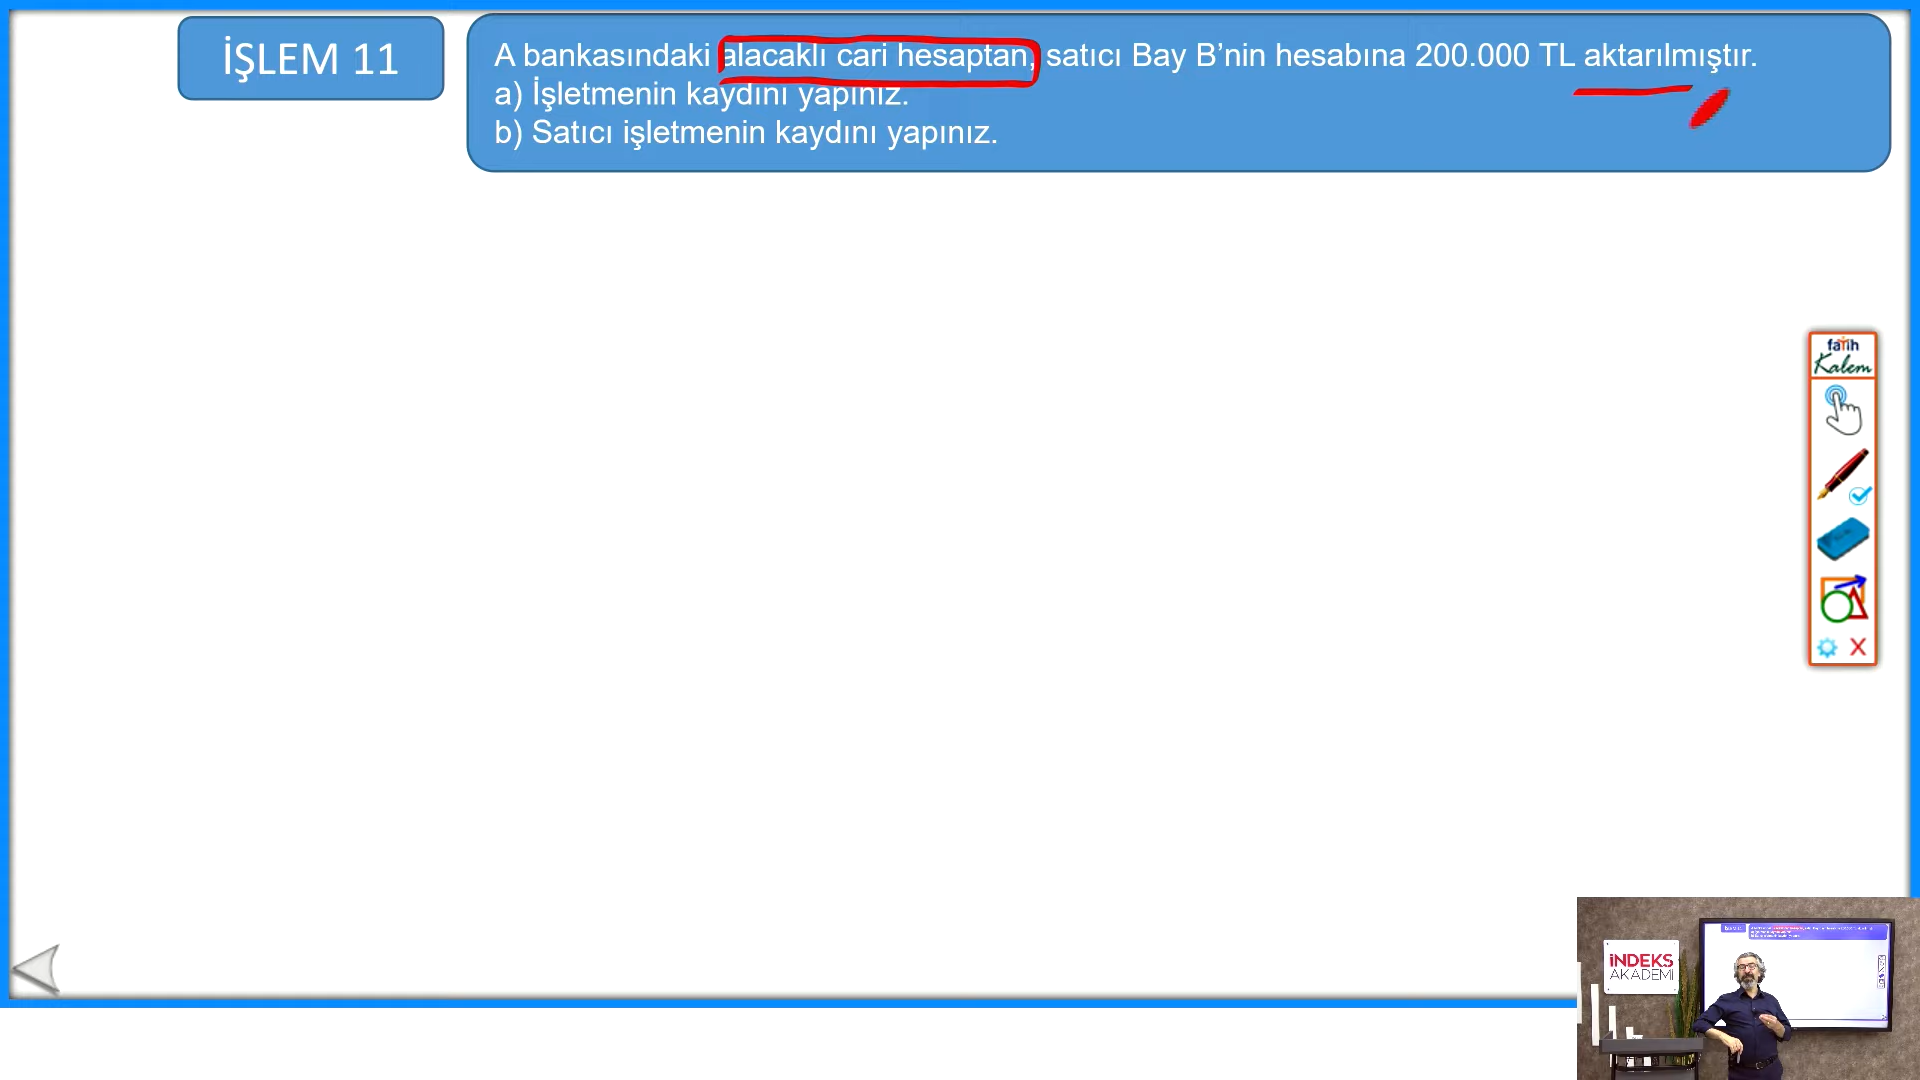 İŞLEM 11
A bankasındaki alacaklı cari hesaptan, satıcı Bay B’nin hesabına 200.000 TL aktarılmıştır.
a) İşletmenin kaydını yapınız.
b) Satıcı işletmenin kaydını yapınız.
fatih
Kalem
İNDEKS
AKADEMİ